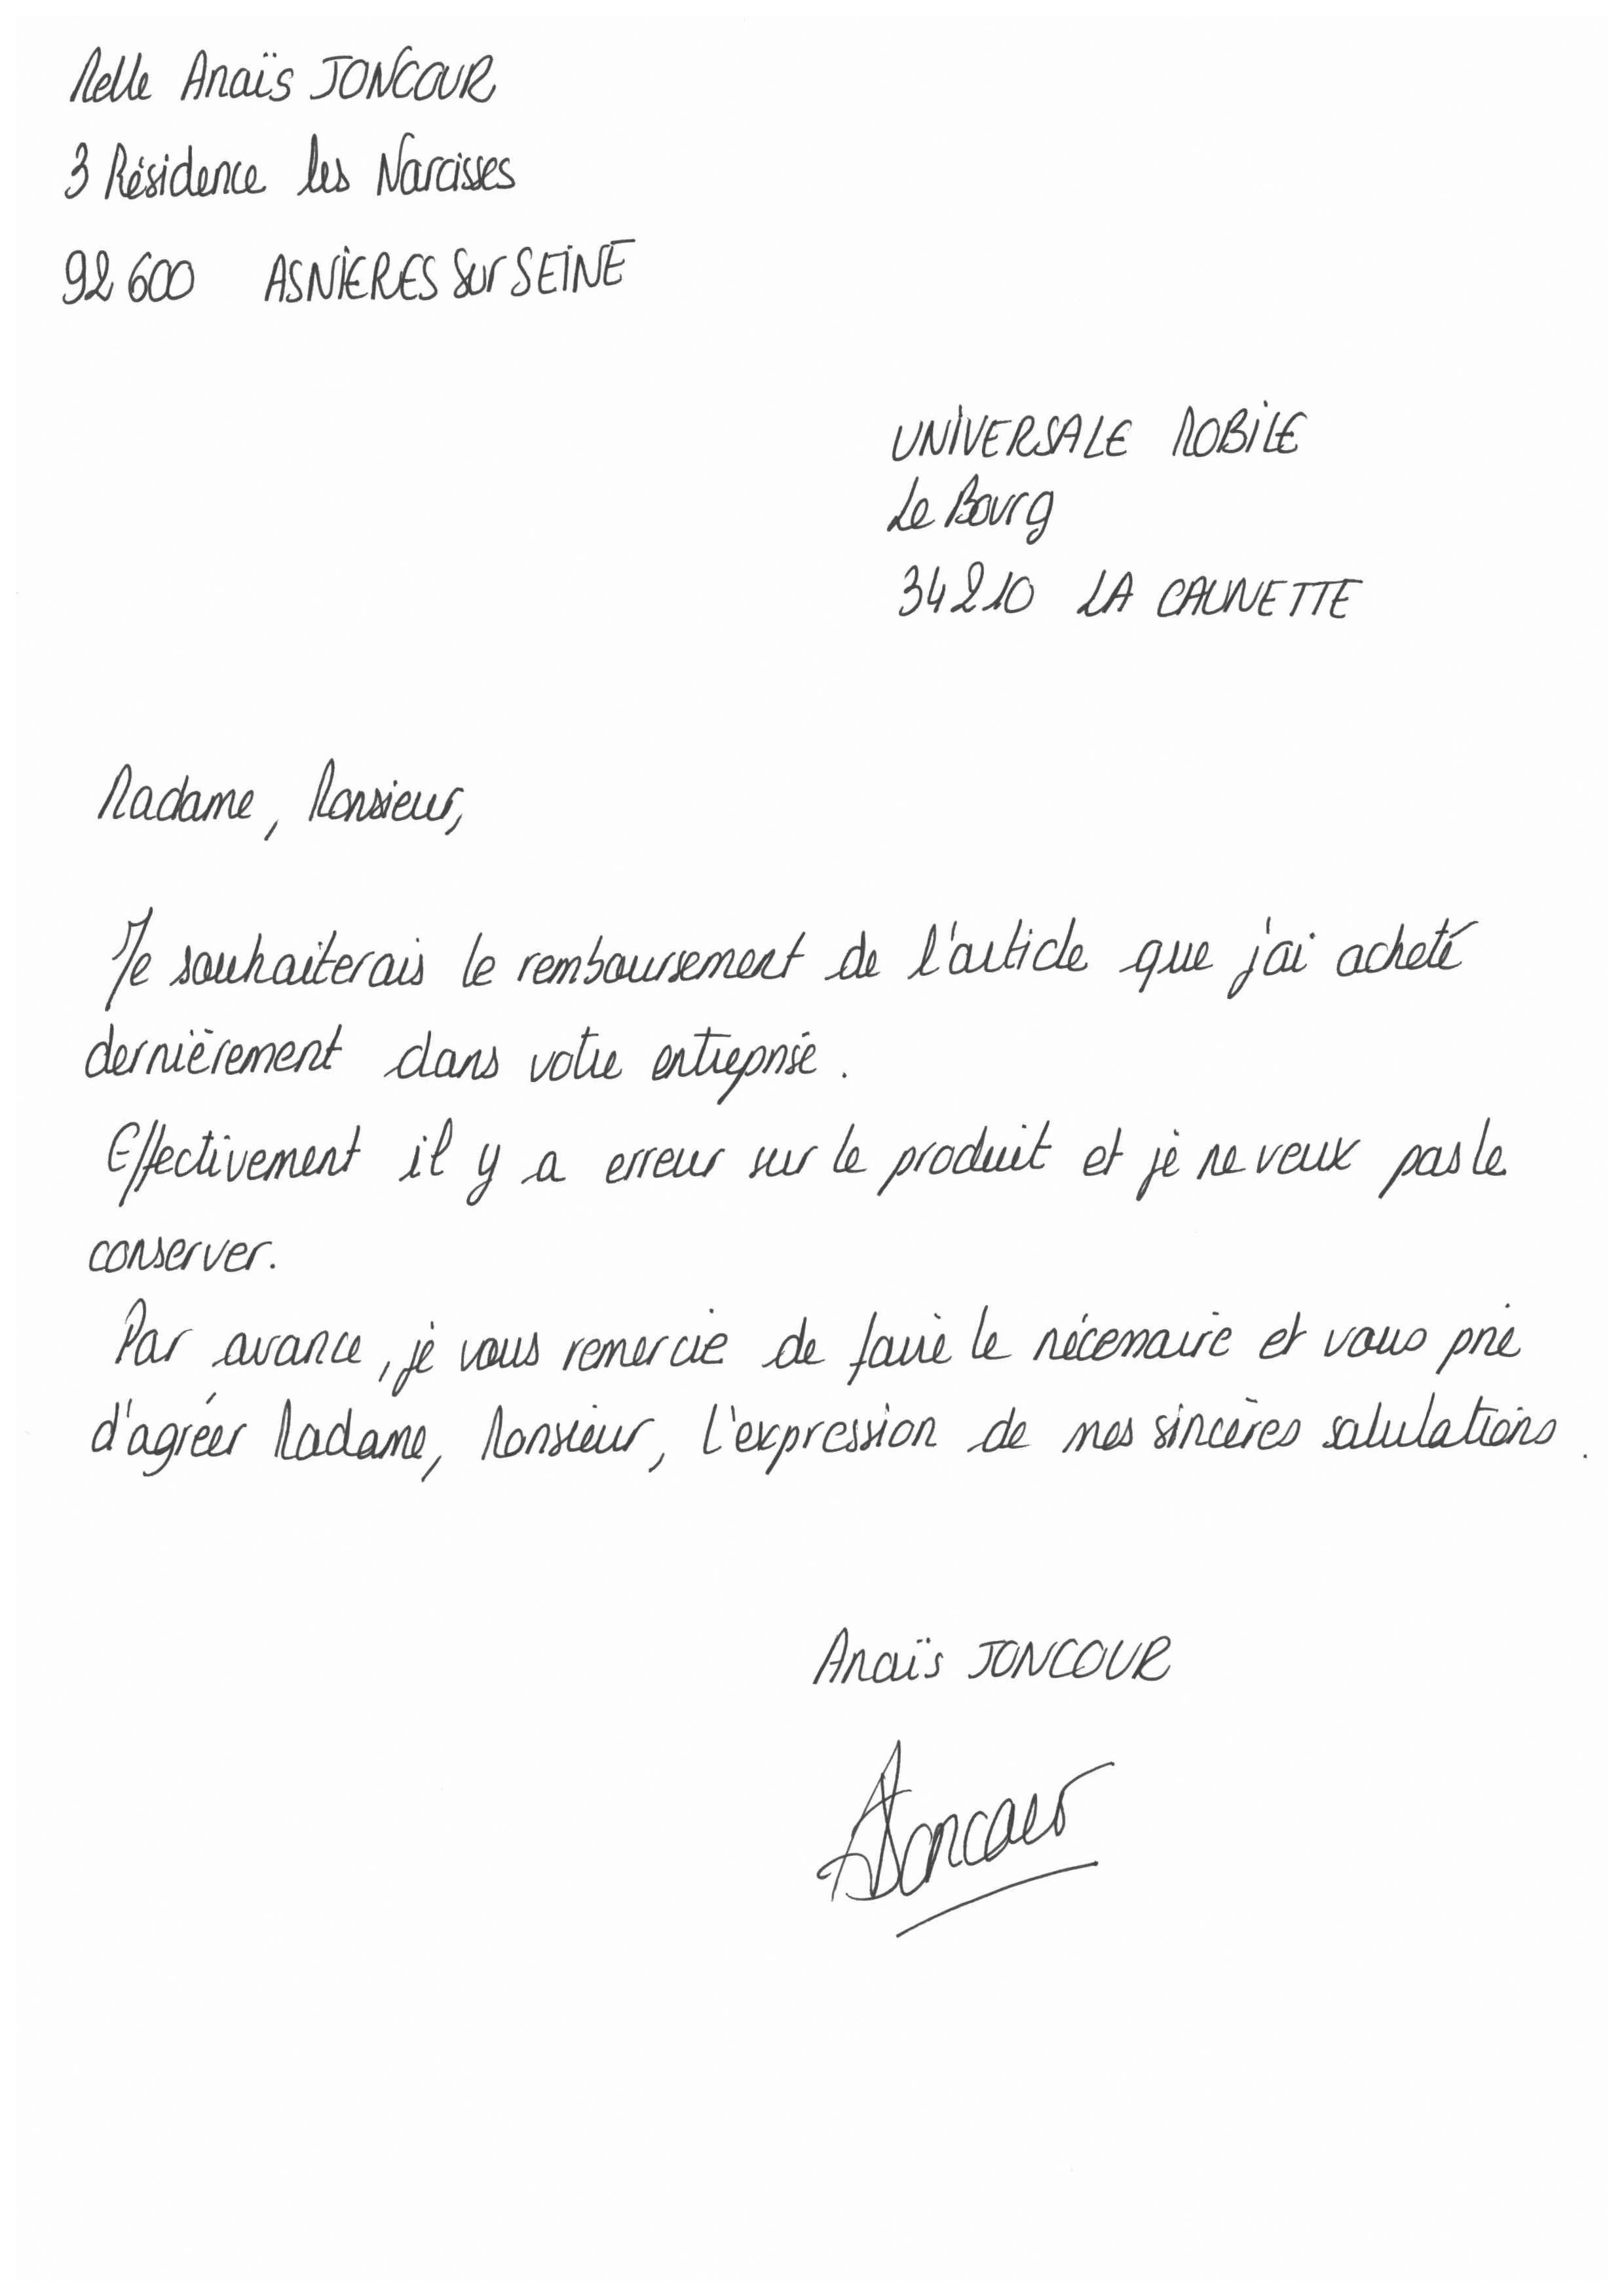 Melle Anaïs JONCOUR
3 Résidence les Narcisses
92 600 ASNIERES Sur SEINE
UNIVERSALE MOBILE
Le Bourg
34210 LA CAUNETTE
Madame, Monsieur,
Je souhaiterais le remboursement de l'article que j'ai acheté
dernièrement dans votre entreprise.
Effectivement il y a erreur sur le produit et je ne veux pas le
conserver.
Par avance, je vous remercie de faire le nécessaire et vous prie
d'agréer Madame, Monsieur, l'expression de mes sincères salulations.
Anaïs JONCOUR
AJoncour